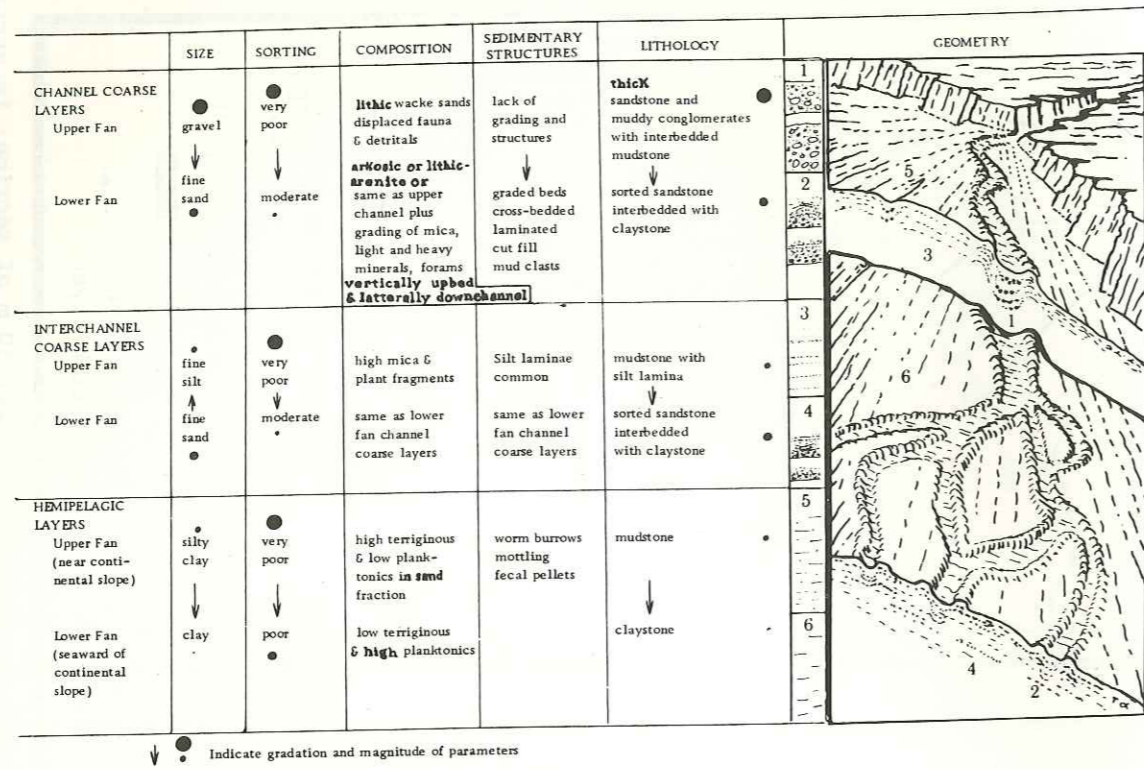 SIZE
SORTING
COMPOSITION
SEDIMENTARY
STRUCTURES
LITHOLOGY
GEOMETRY
CHANNEL COARSE
LAYERS
Upper Fan
gravel
very
poor
lithic wacke sands
displaced fauna
& detritals
lack of
grading and
structures
thicK
sandstone and
muddy conglomerates
with interbedded
mudstone
1
Lower Fan
fine
sand
moderate
arKosic or lithic-
arenite or
same as upper
channel plus
grading of mica,
light and heavy
minerals, forams
vertically upbed
& latterally downchannel
graded beds
cross-bedded
laminated
cut fill
mud clasts
sorted sandstone
interbedded with
claystone
2
INTERCHANNEL
COARSE LAYERS
Upper Fan
fine
silt
very
poor
high mica &
plant fragments
Silt laminae
common
mudstone with
silt lamina
3
Lower Fan
fine
sand
moderate
same as lower
fan channel
coarse layers
same as lower
fan channel
coarse layers
sorted sandstone
interbedded
with claystone
4
HEMIPELAGIC
LAYERS
Upper Fan
(near conti-
nental slope)
silty
clay
very
poor
high terriginous
& low plank-
tonics in sand
fraction
worm burrows
mottling
fecal pellets
mudstone
5
Lower Fan
(seaward of
continental
slope)
clay
poor
low terriginous
& high planktonics
claystone
6
5
3
1
6
4
2
Indicate gradation and magnitude of parameters